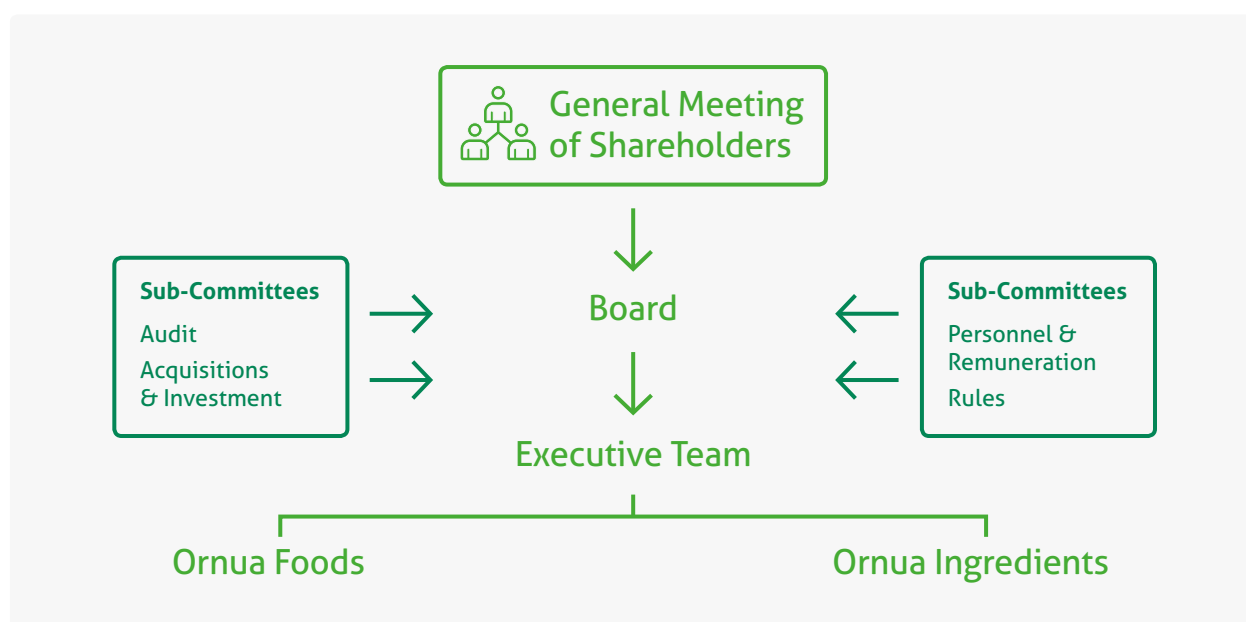 General Meeting
of Shareholders
Sub-Committees
Audit
Acquisitions
& Investment
Board
Sub-Committees
Personnel &
Remuneration
Rules
Executive Team
Ornua Foods
Ornua Ingredients